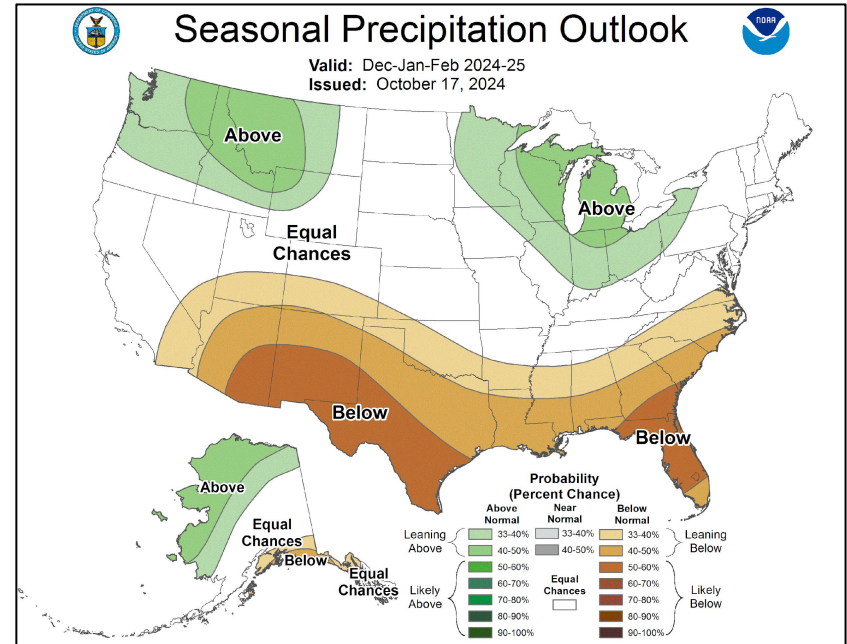 Seasonal Precipitation Outlook
NOAA
Valid: Dec-Jan-Feb 2024-25
Issued: October 17, 2024
Above
Above
Equal
Chances
Below
Below
Above
Equal
Chances
Below
Equal
Chances
Probability
(Percent Chance)
Above
Normal
Near
Normal
Below
Normal
Leaning
Above
33-40%
33-40%
33-40%
Leaning
Below
40-50%
40-50%
40-50%
Likely
Above
50-60%
Equal
Chances
50-60%
Likely
Below
60-70%
60-70%
70-80%
70-80%
80-90%
80-90%
90-100%
90-100%